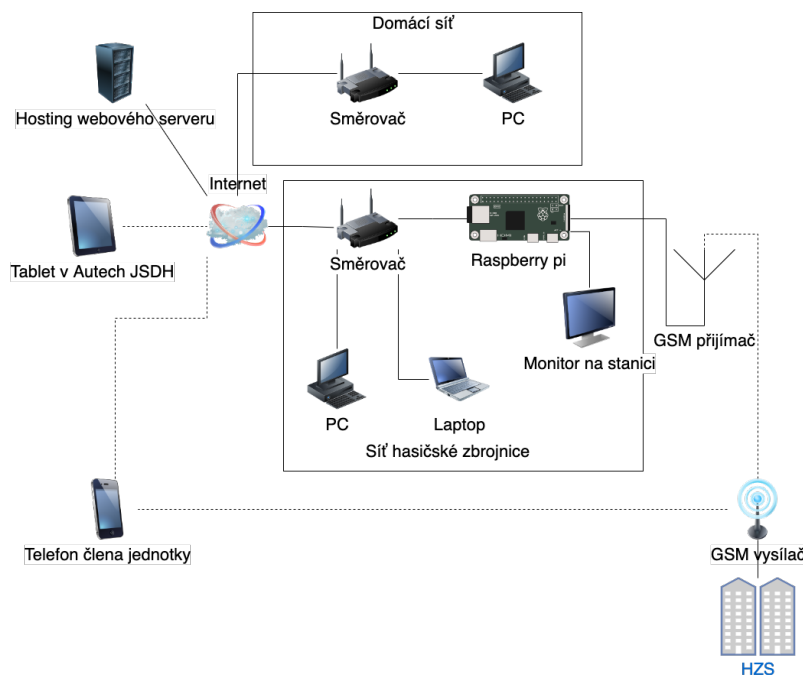 Domácí síť
Hosting webového serveru
Směrovač
PC
Internet
Tablet v Autech JSDH
Směrovač
Raspberry pi
GSM přijímač
Monitor na stanici
PC
Laptop
Síť hasičské zbrojnice
Telefon člena jednotky
GSM vysílač
HZS